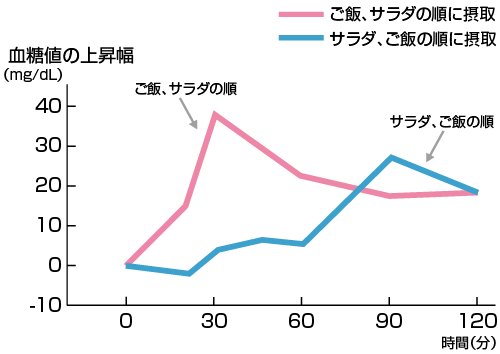 ご飯、サラダの順に摂取
サラダ、ご飯の順に摂取
血糖値の上昇幅
(mg/dL)
ご飯、サラダの順
サラダ、ご飯の順
40
30
20
10
0
-10
0 30 60 90 120
時間(分)